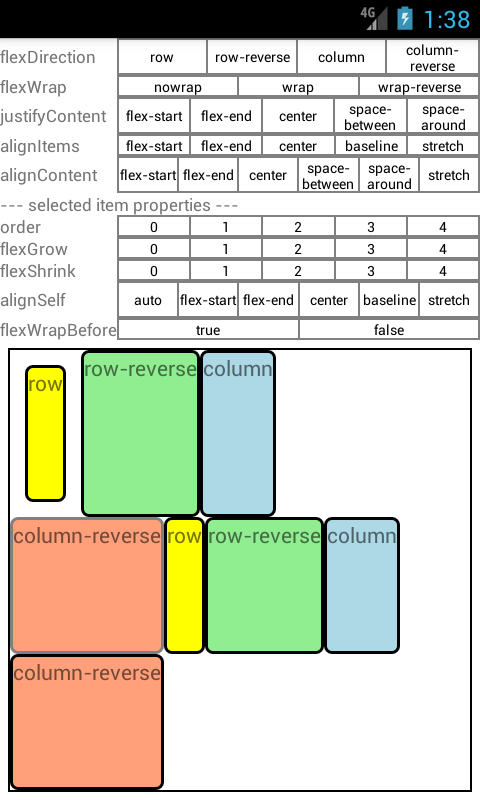 4G 1:38
flexDirection row row-reverse column column-reverse
flexWrap nowrap wrap wrap-reverse
justifyContent flex-start flex-end center space-between space-around
alignItems flex-start flex-end center baseline stretch
alignContent flex-start flex-end center space-between space-around stretch
--- selected item properties ---
order 0 1 2 3 4
flexGrow 0 1 2 3 4
flexShrink 0 1 2 3 4
alignSelf auto flex-start flex-end center baseline stretch
flexWrapBefore true false
row row-reverse column
column-reverse row row-reverse column
column-reverse